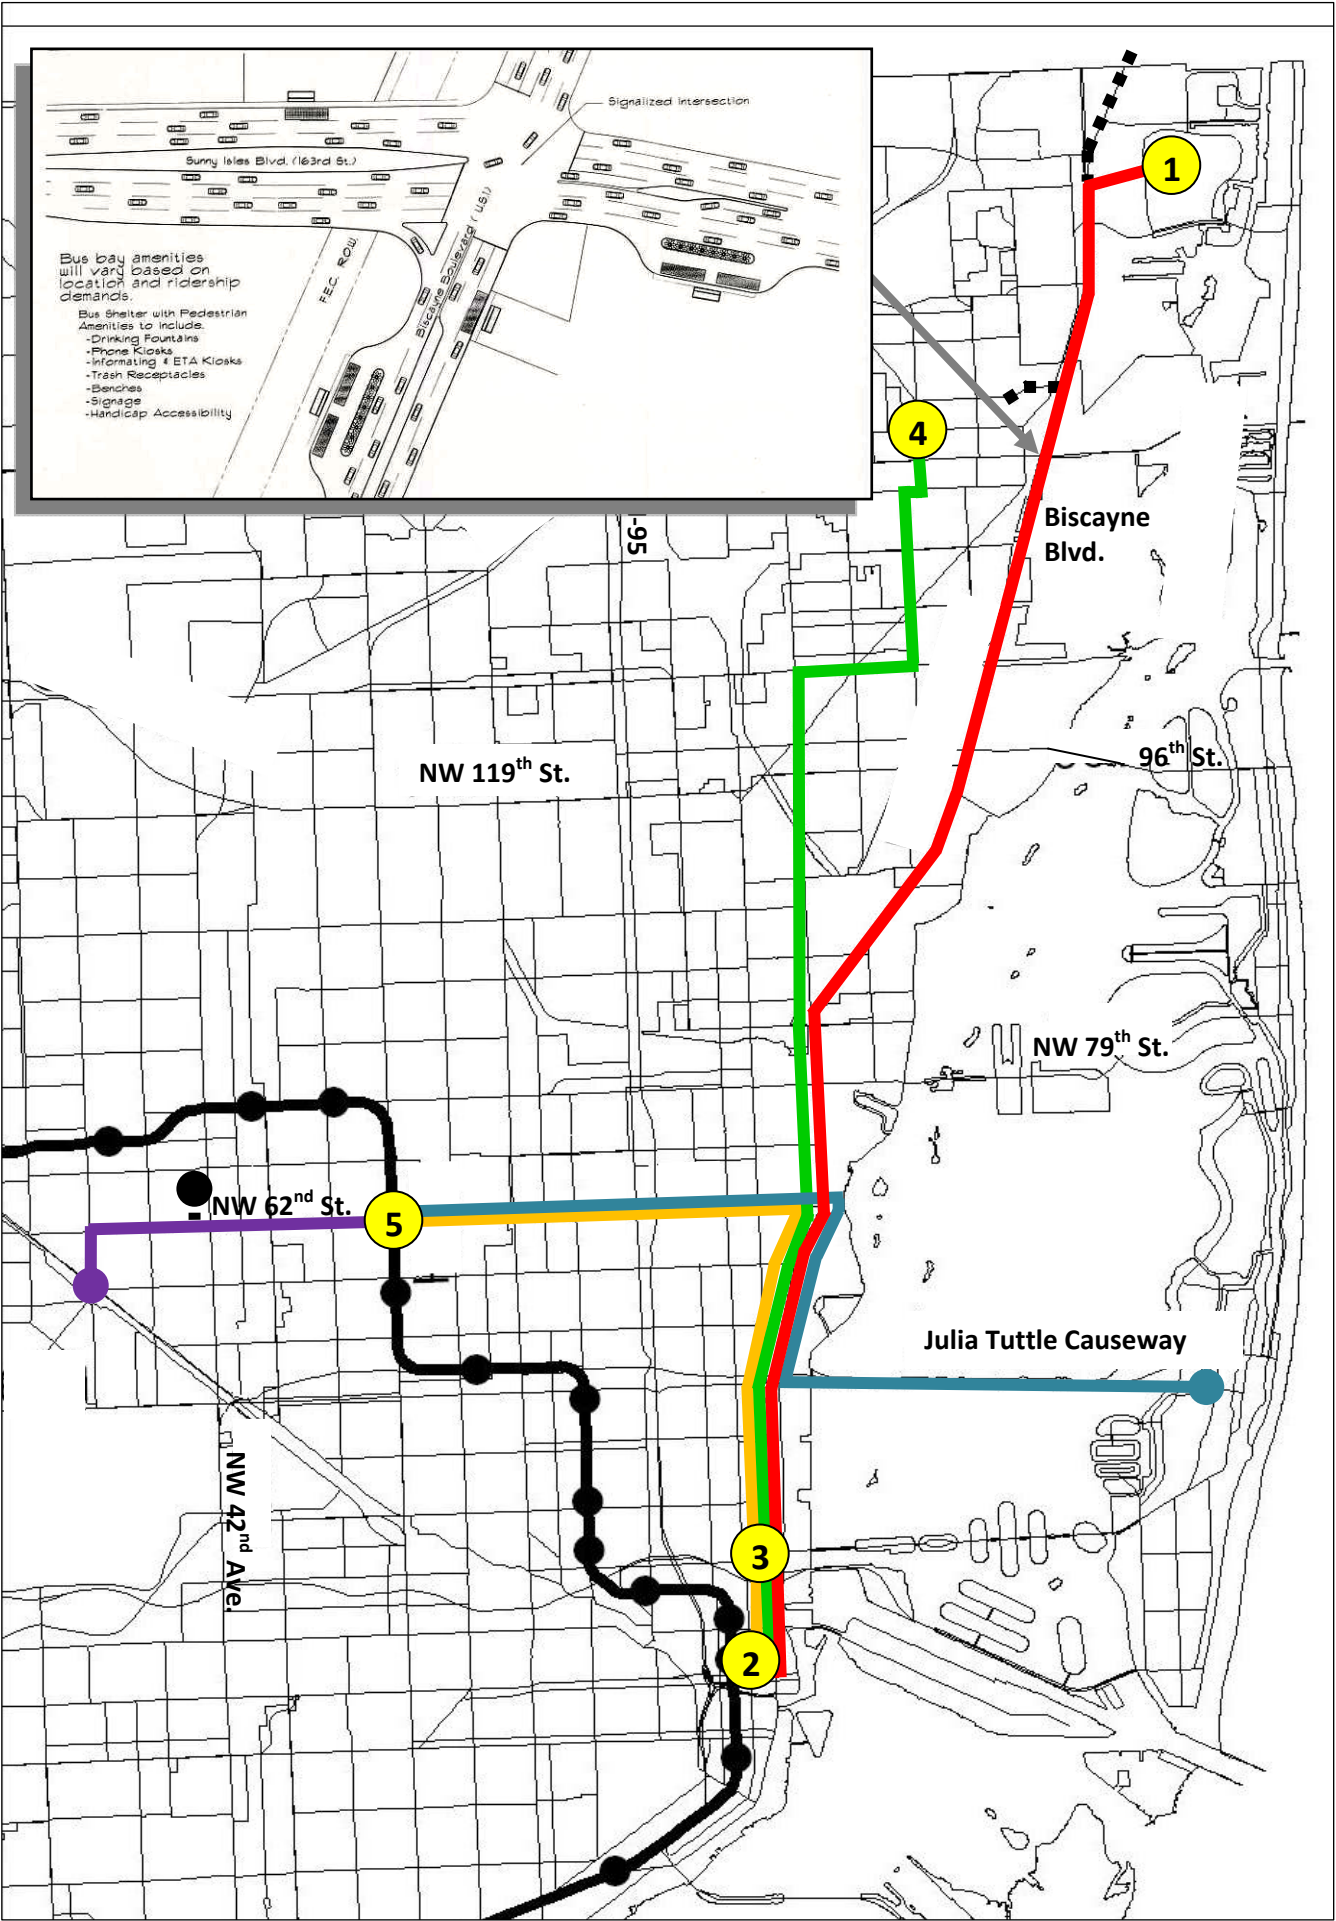 Signalized Intersection
Sunny Isles Blvd. (163rd St.)
Biscayne Boulevard (U.S.1)
F.E.C. R.O.W.
Bus bay amenities
will vary based on
location and ridership
demands.
Bus Shelter with Pedestrian
Amenities to include.
-Drinking Fountains
-Phone Kiosks
-Informating & ETA Kiosks
-Trash Receptacles
-Benches
-Signage
-Handicap Accessibility
1
4
I-95
Biscayne
Blvd.
NW 119th St.
96th St.
NW 79th St.
NW 62nd St.
5
Julia Tuttle Causeway
NW 42nd Ave.
3
2